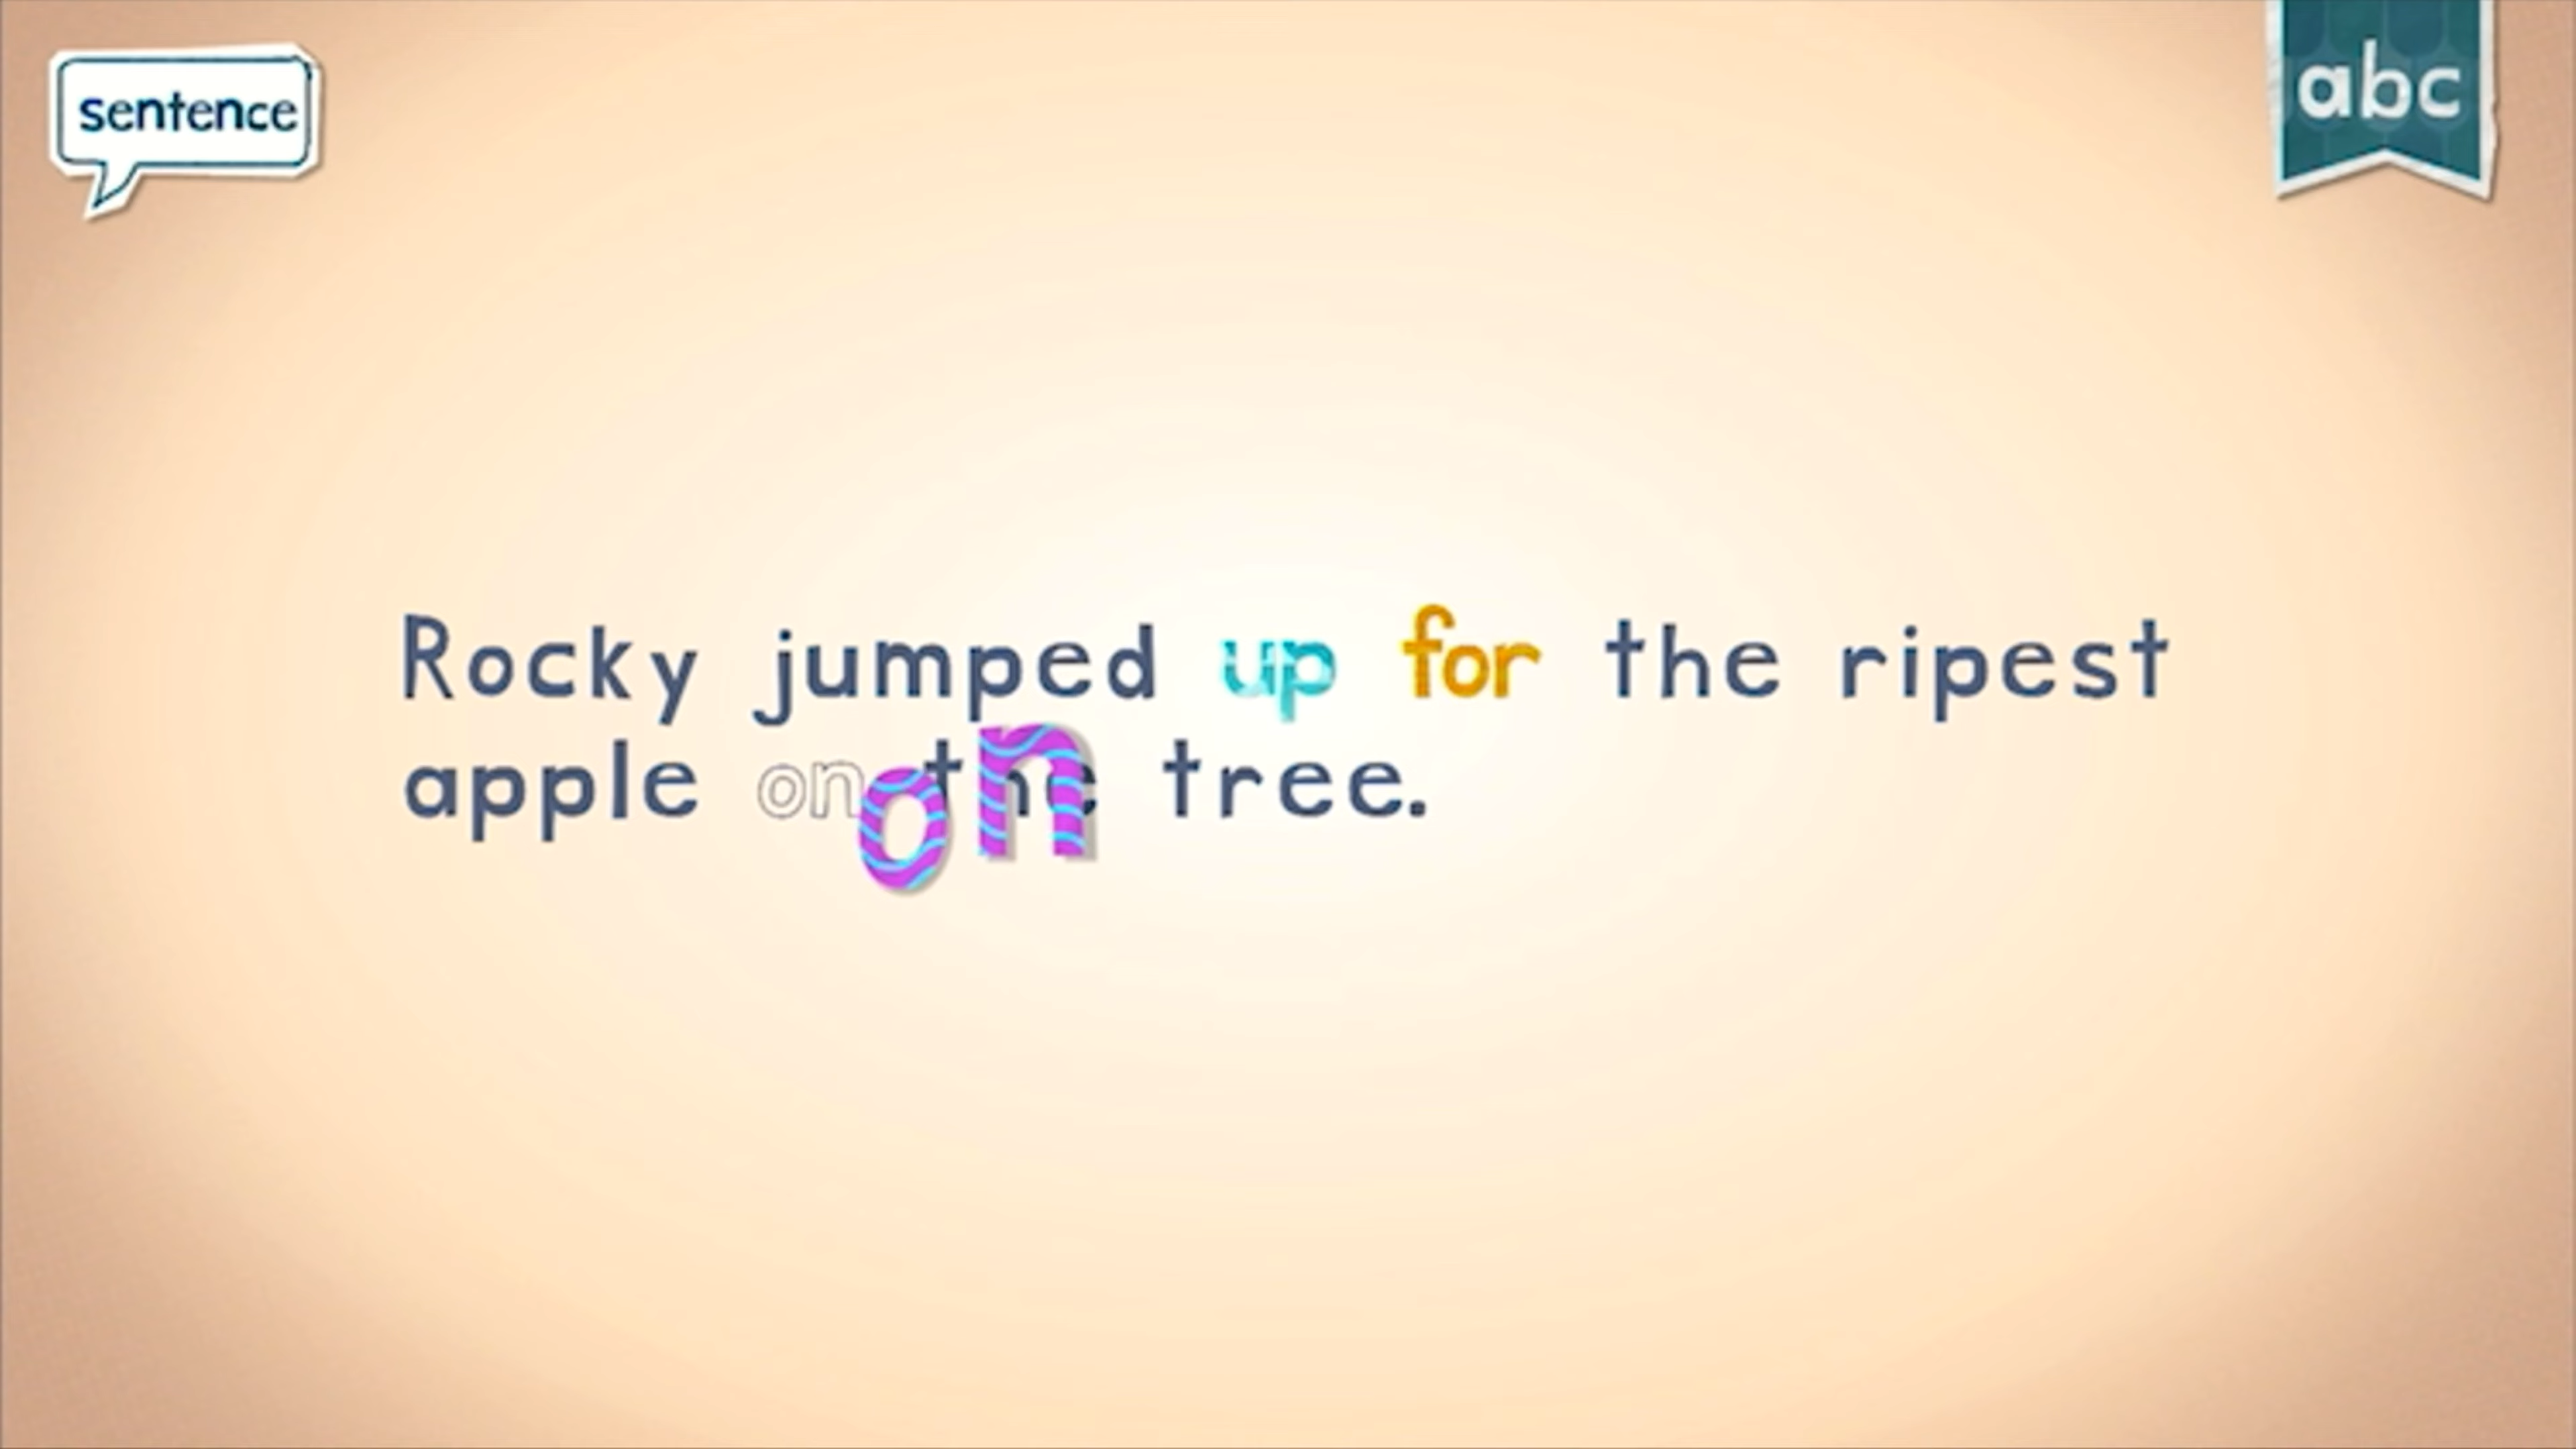 sentence
abc
Rocky jumped up for the ripest
apple on the tree.
on